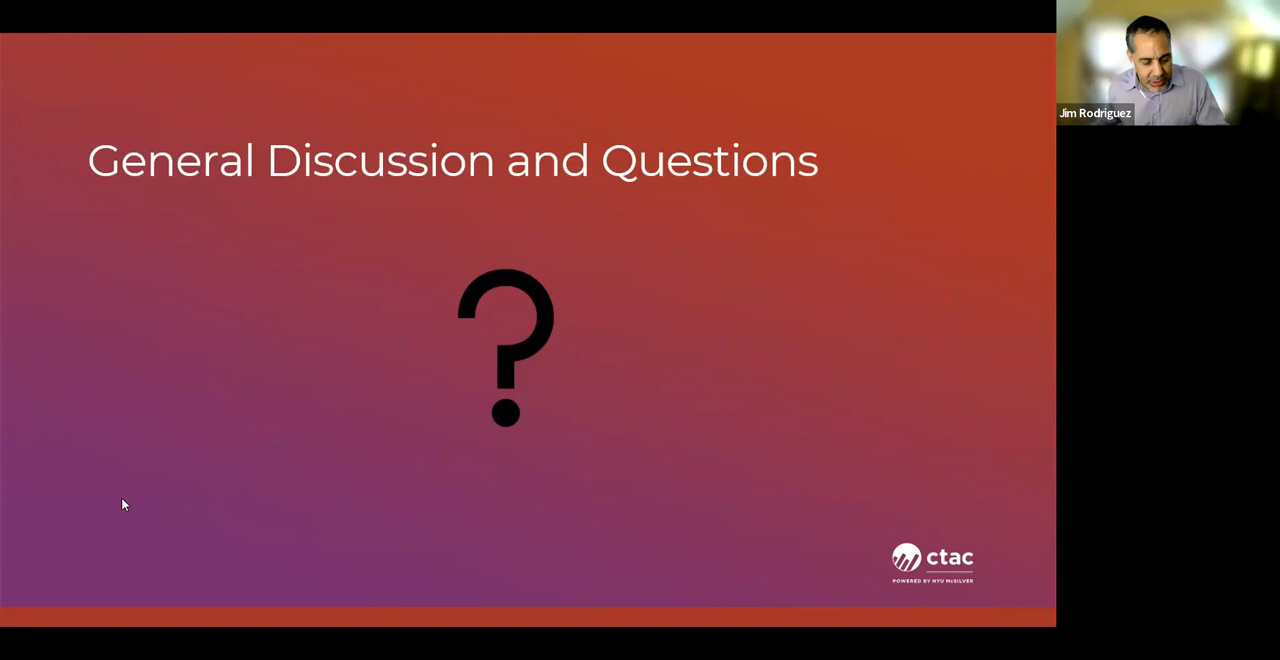 General Discussion and Questions
?
Jim Rodriguez
ctac
POWERED BY NYU McSILVER